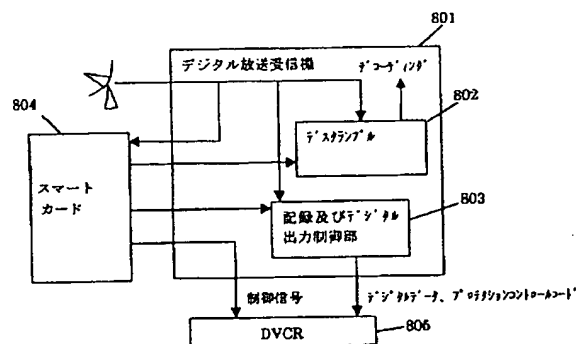 801
デジタル放送受信機
デコーディング
804
802
デスクランブル
スマート
カード
803
記録及びデジタル
出力制御部
制御信号
デジタルデータ、プロテクションコントロールコード
DVCR
806